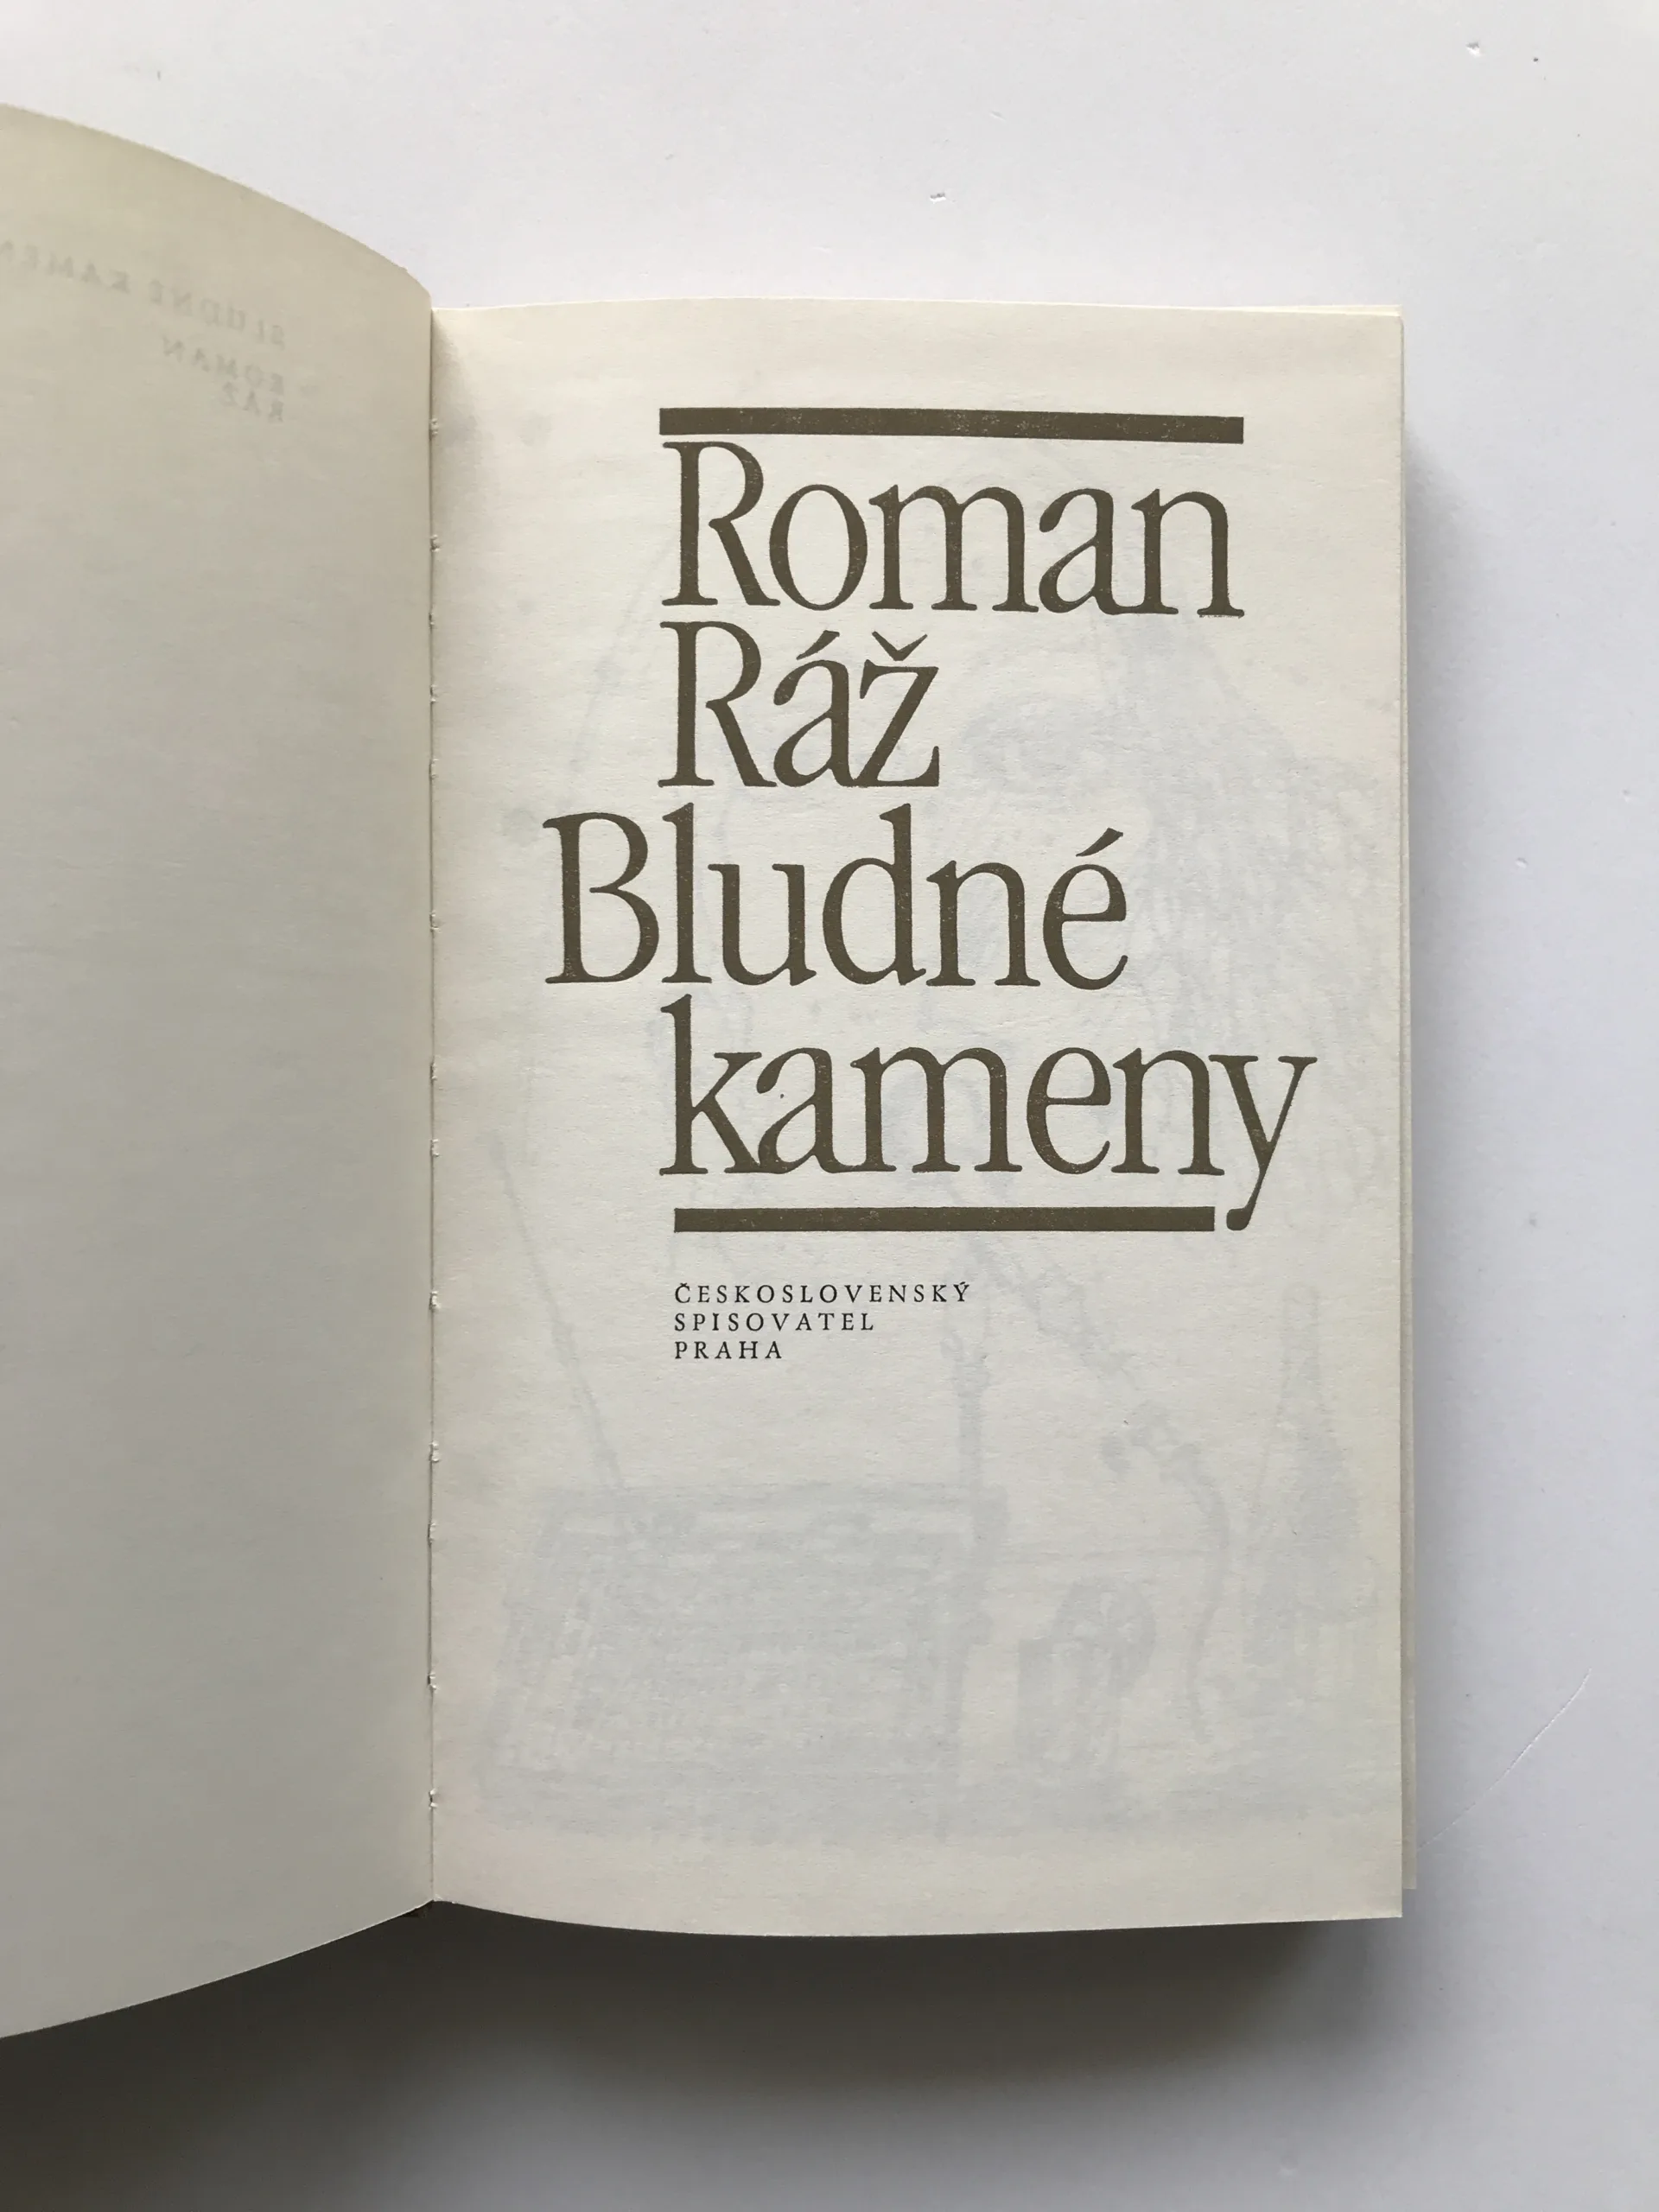 Roman
Ráž
Bludné
kameny
ČESKOSLOVENSKÝ
SPISOVATEL
PRAHA